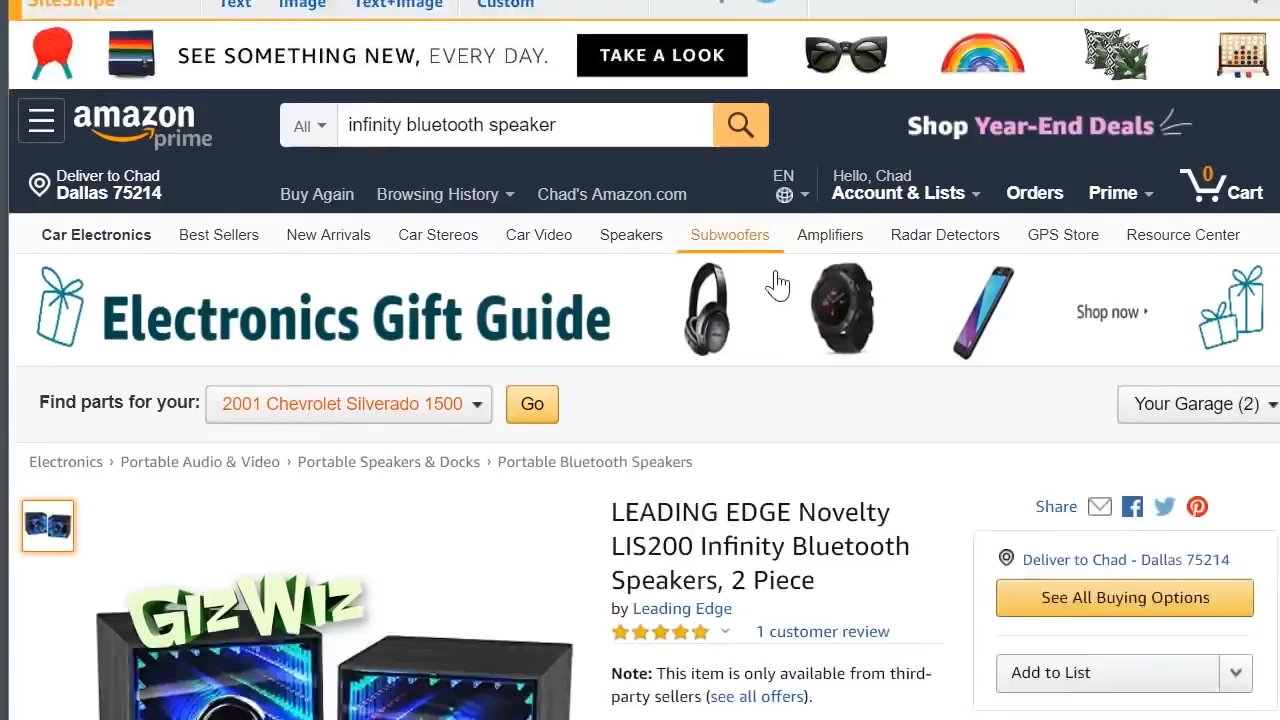 SiteStripe Text Image Text+Image Custom
SEE SOMETHING NEW, EVERY DAY. TAKE A LOOK
amazon prime
All infinity bluetooth speaker
Shop Year-End Deals
Deliver to Chad
Dallas 75214
Buy Again Browsing History Chad's Amazon.com
EN
Hello, Chad
Account & Lists Orders Prime 0 Cart
Car Electronics Best Sellers New Arrivals Car Stereos Car Video Speakers Subwoofers Amplifiers Radar Detectors GPS Store Resource Center
Electronics Gift Guide Shop now
Find parts for your: 2001 Chevrolet Silverado 1500 Go Your Garage (2)
Electronics › Portable Audio & Video › Portable Speakers & Docks › Portable Bluetooth Speakers
GizWiz
LEADING EDGE Novelty
LIS200 Infinity Bluetooth
Speakers, 2 Piece
by Leading Edge
1 customer review
Note: This item is only available from third-
party sellers (see all offers).
Share
Deliver to Chad - Dallas 75214
See All Buying Options
Add to List